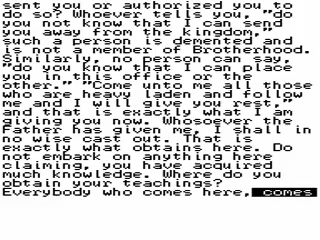 sent you or authorized you to
do so? Whoever tells you, "do
you not know that I can send
you away from the kingdom,"
such a person is demented and
is not a member of Brotherhood.
Similarly, no person can say,
"do you know that I can place
you in this office or the
other." "Come unto me all those
who are heavy laden and follow
me and I will give you rest,"
and that is exactly what I am
giving you now. Whosoever the
Father has given me, I shall in
no wise cast out. That is
exactly what obtains here. Do
not embark on anything here
claiming, you have acquired
much knowledge. Where do you
obtain your teachings?
Everybody who comes here, comes